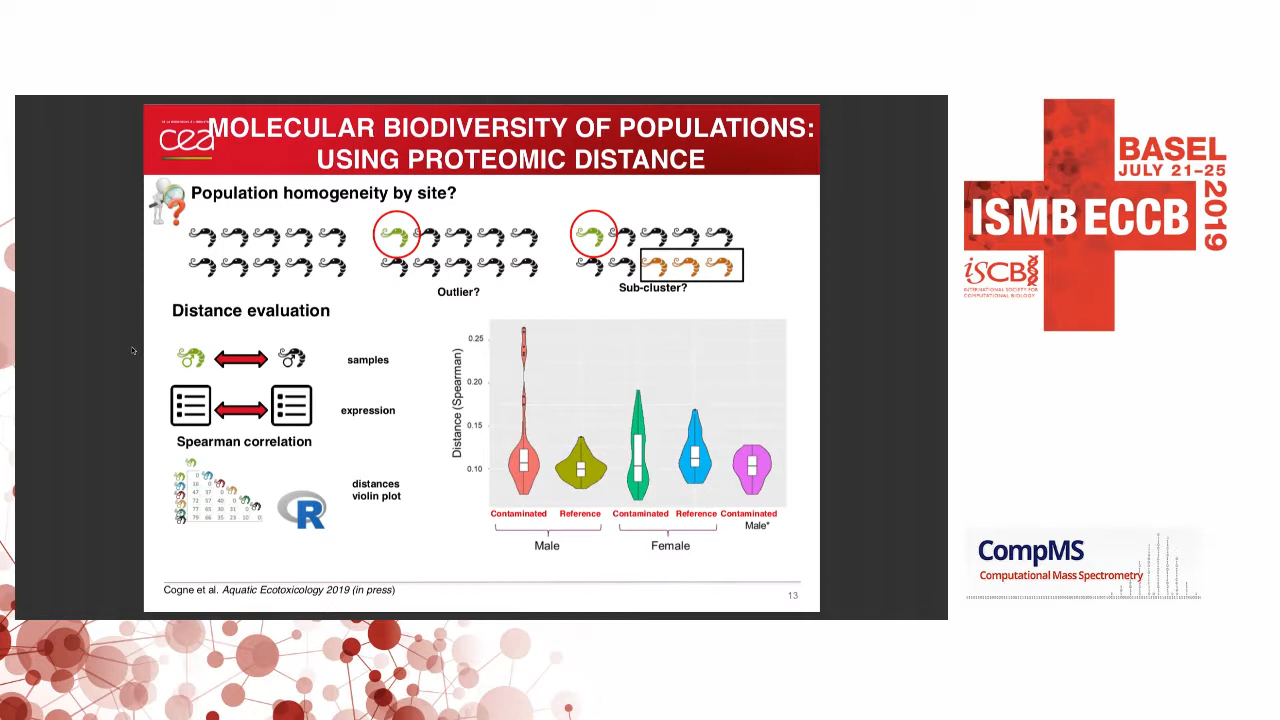 cea
MOLECULAR BIODIVERSITY OF POPULATIONS:
USING PROTEOMIC DISTANCE
Population homogeneity by site?
Outlier?
Sub-cluster?
Distance evaluation
samples
expression
Spearman correlation
distances
violin plot
R
Distance (Spearman)
0.25
0.20
0.15
0.10
Contaminated
Reference
Contaminated
Reference
Contaminated
Male*
Male
Female
Cogne et al. Aquatic Ecotoxicology 2019 (in press)
13
BASEL
JULY 21–25
2019
ISMB ECCB
iSCB
INTERNATIONAL SOCIETY FOR
COMPUTATIONAL BIOLOGY
CompMS
Computational Mass Spectrometry